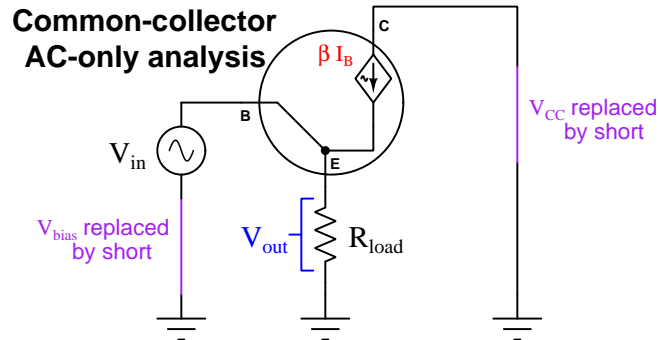 Common-collector
AC-only analysis
C
β I_B
B
E
V_in
V_CC replaced
by short
V_bias replaced
by short
V_out
R_load